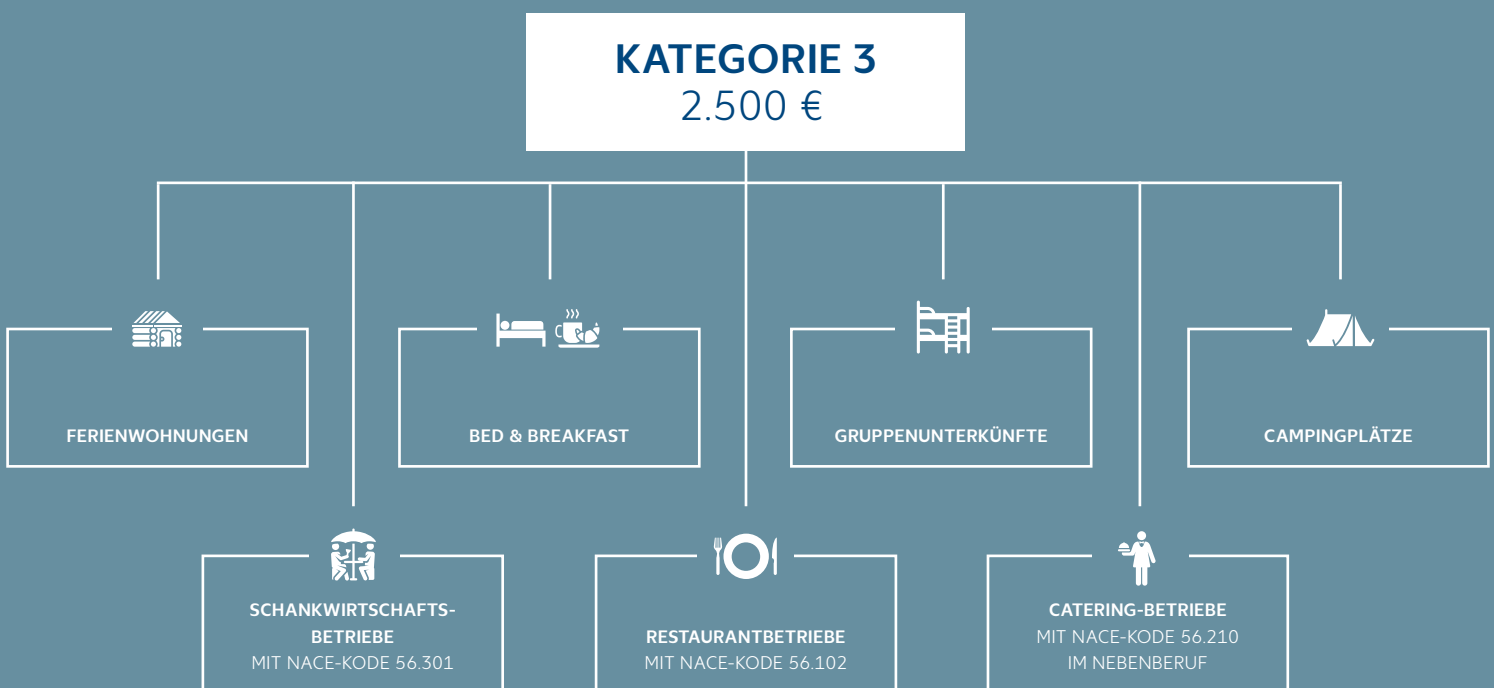 KATEGORIE 3
2.500 €
FERIENWOHNUNGEN
BED & BREAKFAST
GRUPPENUNTERKÜNFTE
CAMPINGPLÄTZE
SCHANKWIRTSCHAFTS-
BETRIEBE
MIT NACE-KODE 56.301
RESTAURANTBETRIEBE
MIT NACE-KODE 56.102
CATERING-BETRIEBE
MIT NACE-KODE 56.210
IM NEBENBERUF